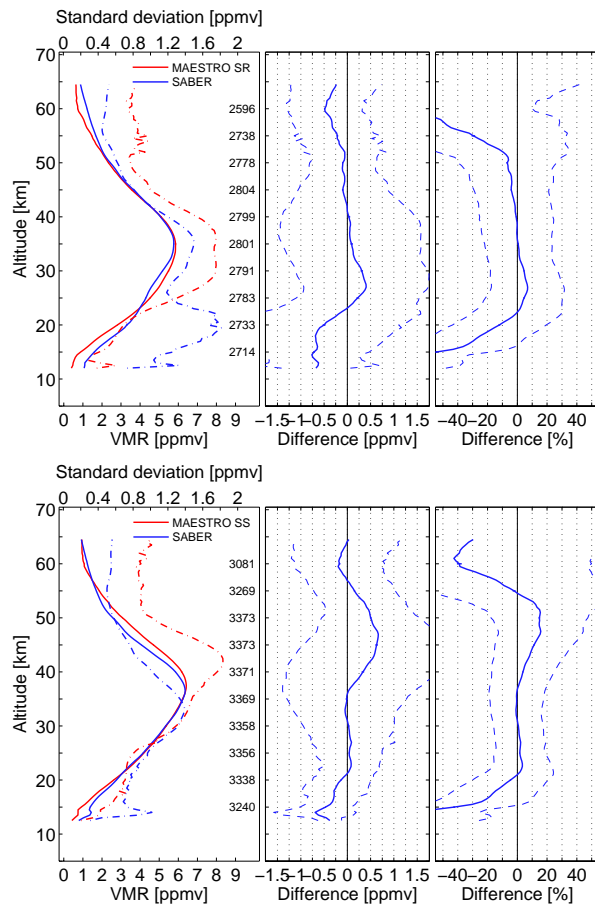 Standard deviation [ppmv]
0 0.4 0.8 1.2 1.6 2
70
60
50
40
30
20
10
Altitude [km]
MAESTRO SR
SABER
2596
2738
2778
2804
2799
2801
2791
2783
2733
2714
0 1 2 3 4 5 6 7 8 9
VMR [ppmv]
−1.5 −1 −0.5 0 0.5 1 1.5
Difference [ppmv]
−40 −20 0 20 40
Difference [%]
Standard deviation [ppmv]
0 0.4 0.8 1.2 1.6 2
70
60
50
40
30
20
10
Altitude [km]
MAESTRO SS
SABER
3081
3269
3373
3373
3371
3369
3358
3356
3338
3240
0 1 2 3 4 5 6 7 8 9
VMR [ppmv]
−1.5 −1 −0.5 0 0.5 1 1.5
Difference [ppmv]
−40 −20 0 20 40
Difference [%]